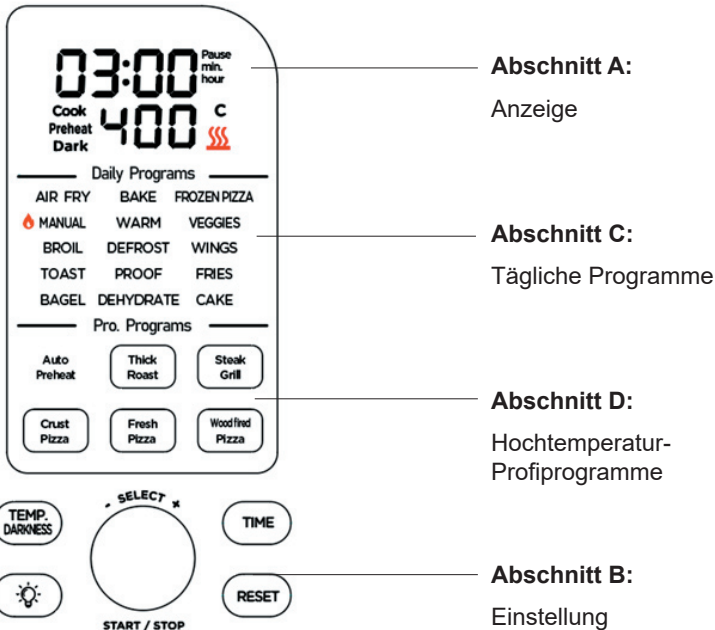 03:00 Pause
min.
hour
Cook
Preheat
Dark
400 C
Daily Programs
AIR FRY BAKE FROZEN PIZZA
MANUAL WARM VEGGIES
BROIL DEFROST WINGS
TOAST PROOF FRIES
BAGEL DEHYDRATE CAKE
Pro. Programs
Auto
Preheat
Thick
Roast
Steak
Grill
Crust
Pizza
Fresh
Pizza
Wood fired
Pizza
- SELECT +
TEMP.
DARKNESS
TIME
RESET
START / STOP
Abschnitt A:
Anzeige
Abschnitt C:
Tägliche Programme
Abschnitt D:
Hochtemperatur-
Profiprogramme
Abschnitt B:
Einstellung